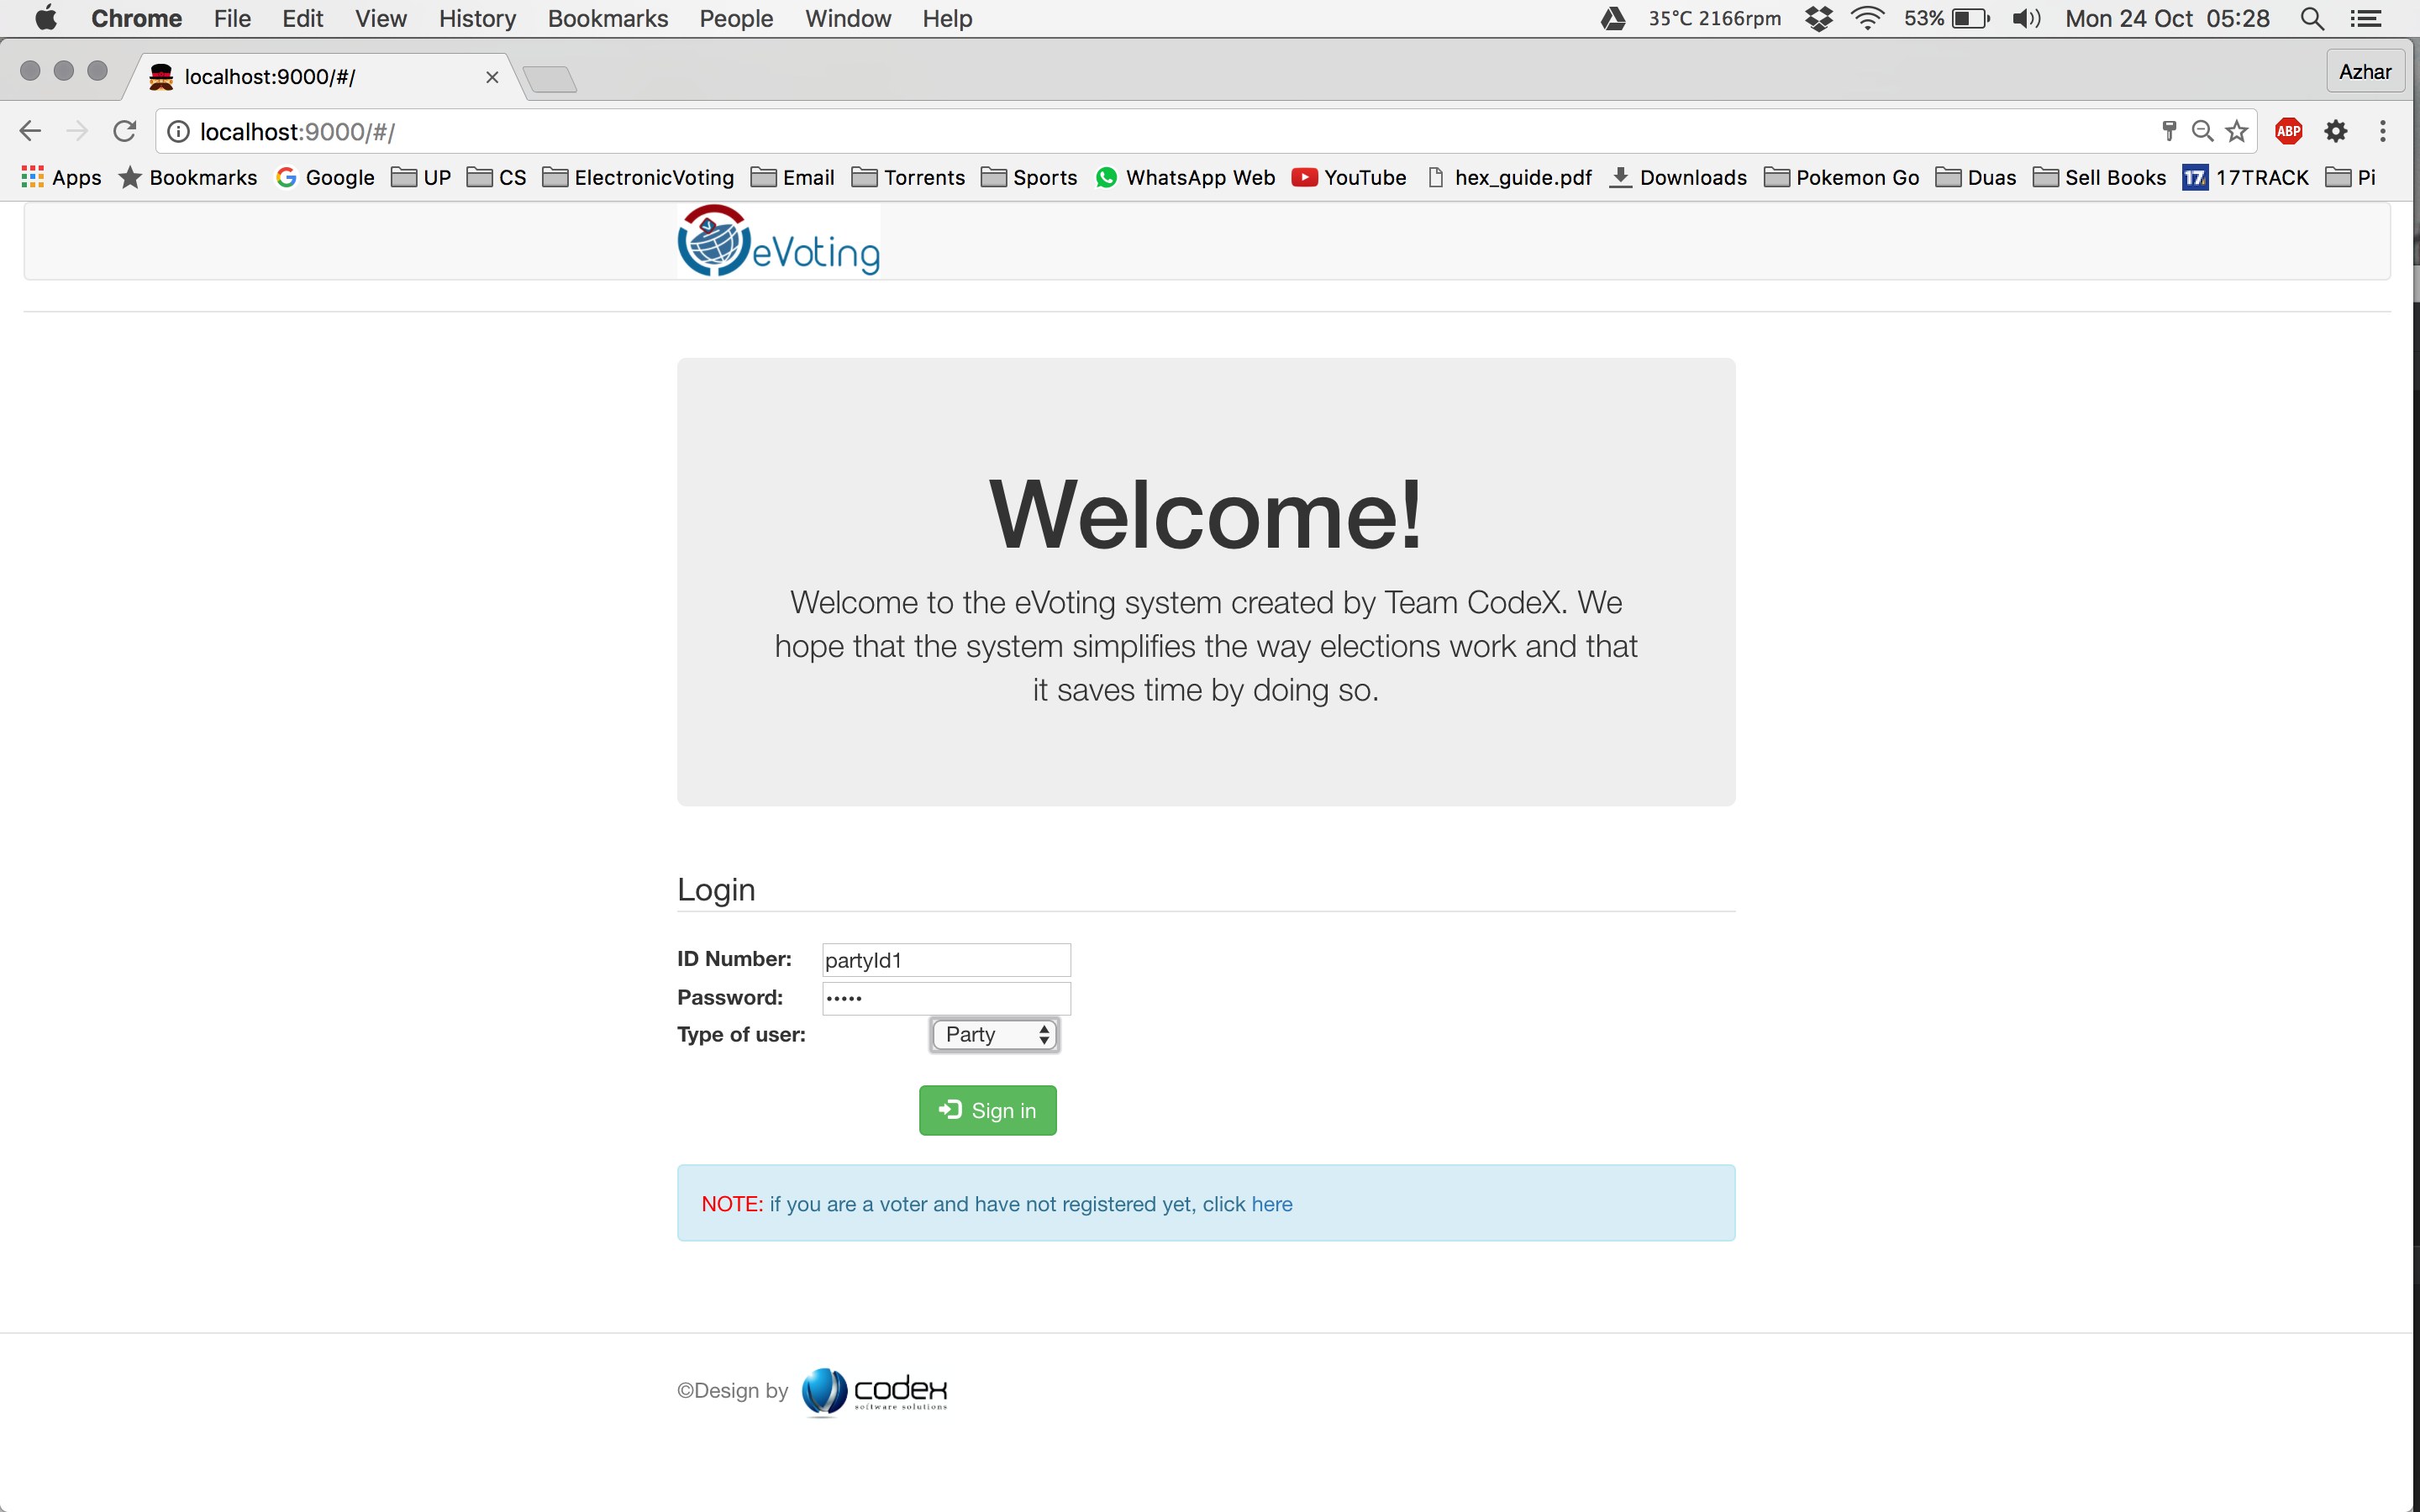 Chrome File Edit View History Bookmarks People Window Help 35°C 2166rpm 53% Mon 24 Oct 05:28
localhost:9000/#/ Azhar
localhost:9000/#/ ABP
Apps Bookmarks Google UP CS ElectronicVoting Email Torrents Sports WhatsApp Web YouTube hex_guide.pdf Downloads Pokemon Go Duas Sell Books 17TRACK Pi
eVoting
Welcome!
Welcome to the eVoting system created by Team CodeX. We
hope that the system simplifies the way elections work and that
it saves time by doing so.
Login
ID Number: partyId1
Password: •••••
Type of user: Party
Sign in
NOTE: if you are a voter and have not registered yet, click here
©Design by codex
software solutions